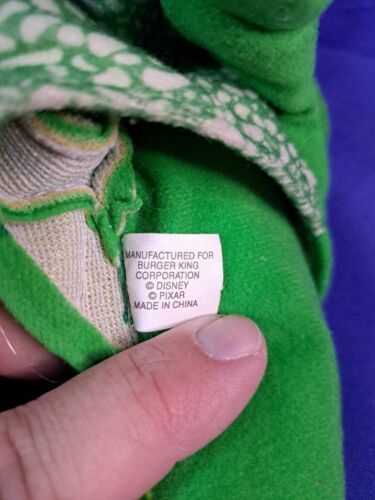 MANUFACTURED FOR
BURGER KING
CORPORATION
© DISNEY
© PIXAR
MADE IN CHINA